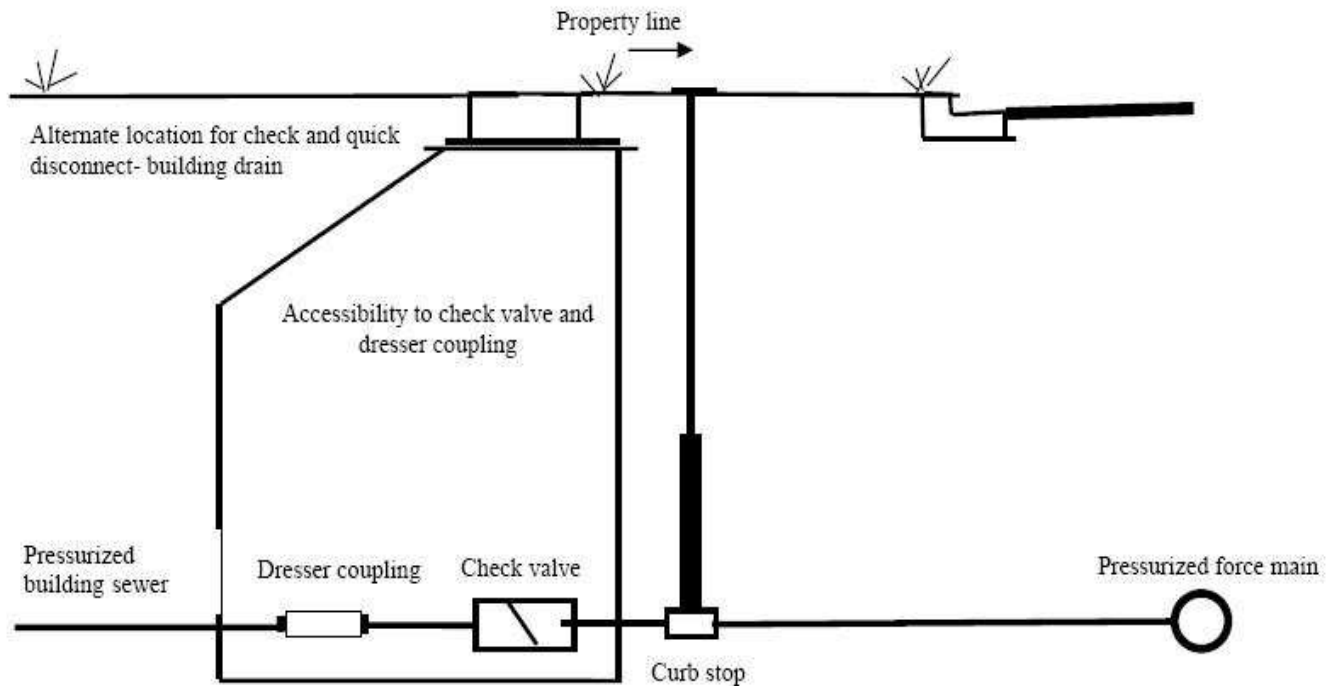 Property line
Alternate location for check and quick
disconnect- building drain
Accessibility to check valve and
dresser coupling
Pressurized
building sewer
Dresser coupling
Check valve
Pressurized force main
Curb stop